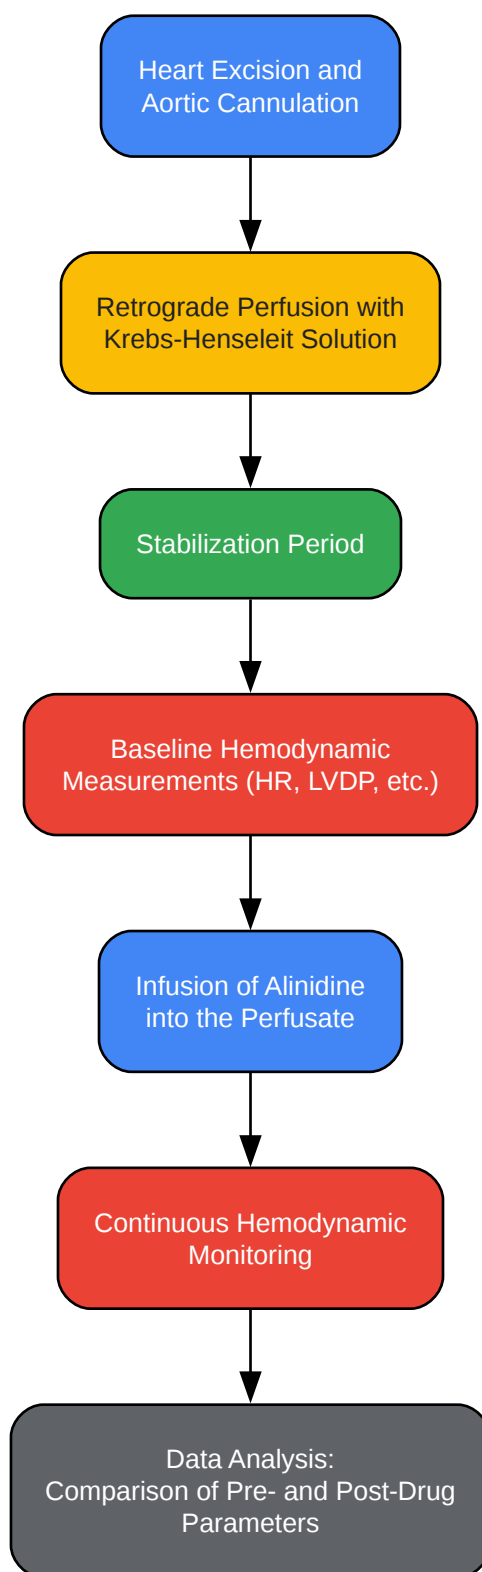 Heart Excision and
Aortic Cannulation
Retrograde Perfusion with
Krebs-Henseleit Solution
Stabilization Period
Baseline Hemodynamic
Measurements (HR, LVDP, etc.)
Infusion of Alinidine
into the Perfusate
Continuous Hemodynamic
Monitoring
Data Analysis:
Comparison of Pre- and Post-Drug
Parameters